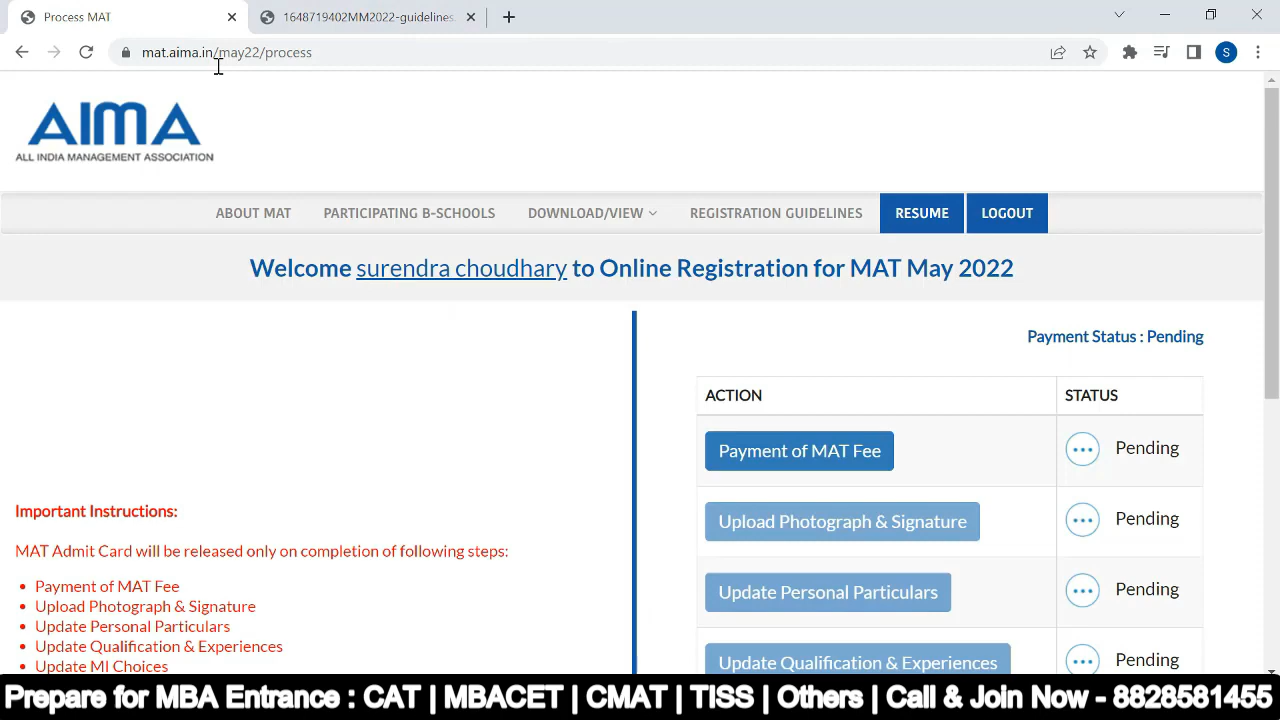 Process MAT
1648719402MM2022-guidelines.
mat.aima.in/may22/process
S
AIMA
ALL INDIA MANAGEMENT ASSOCIATION
ABOUT MAT PARTICIPATING B-SCHOOLS DOWNLOAD/VIEW REGISTRATION GUIDELINES RESUME LOGOUT
Welcome surendra choudhary to Online Registration for MAT May 2022
Payment Status : Pending
ACTION STATUS
Payment of MAT Fee Pending
Upload Photograph & Signature Pending
Update Personal Particulars Pending
Update Qualification & Experiences Pending
Important Instructions:
MAT Admit Card will be released only on completion of following steps:
• Payment of MAT Fee
• Upload Photograph & Signature
• Update Personal Particulars
• Update Qualification & Experiences
• Update MI Choices
Prepare for MBA Entrance : CAT | MBACET | CMAT | TISS | Others | Call & Join Now - 8828581455